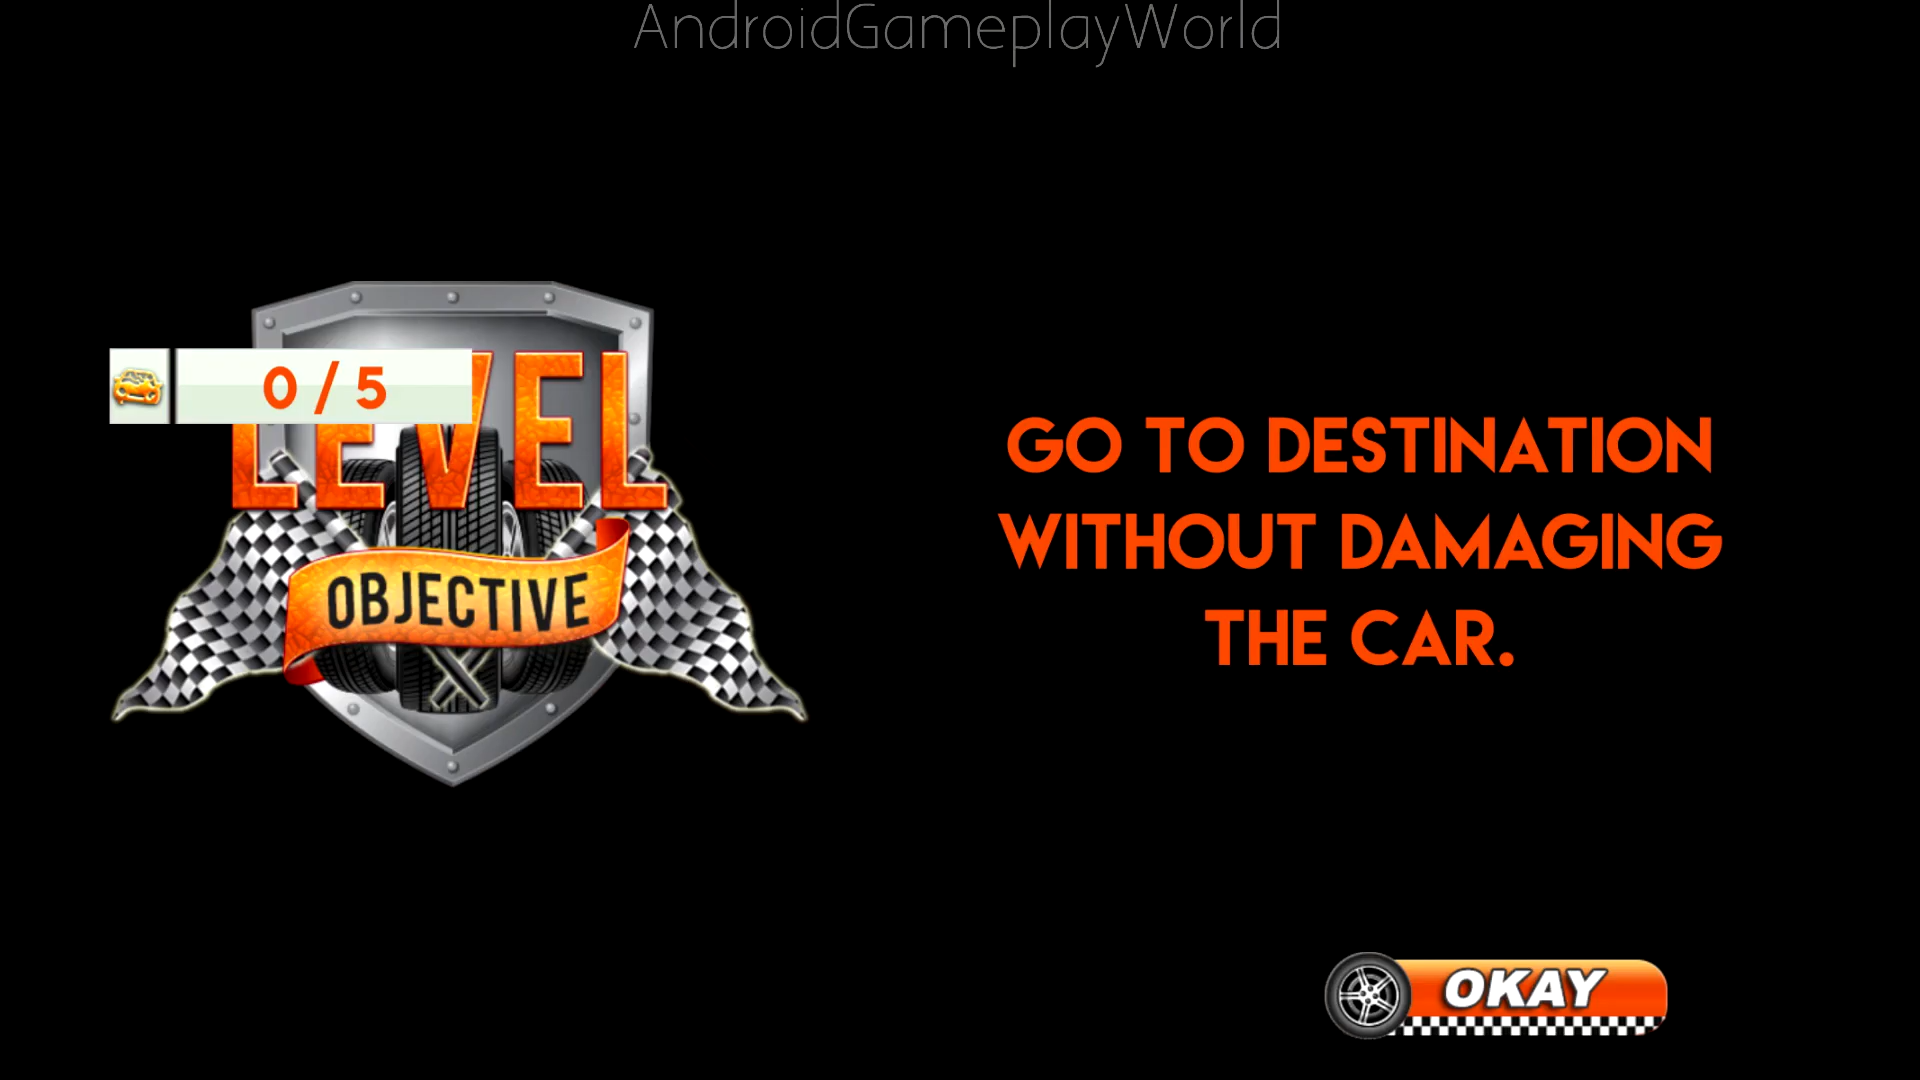 AndroidGameplayWorld
0 / 5
LEVEL
OBJECTIVE
GO TO DESTINATION
WITHOUT DAMAGING
THE CAR.
OKAY